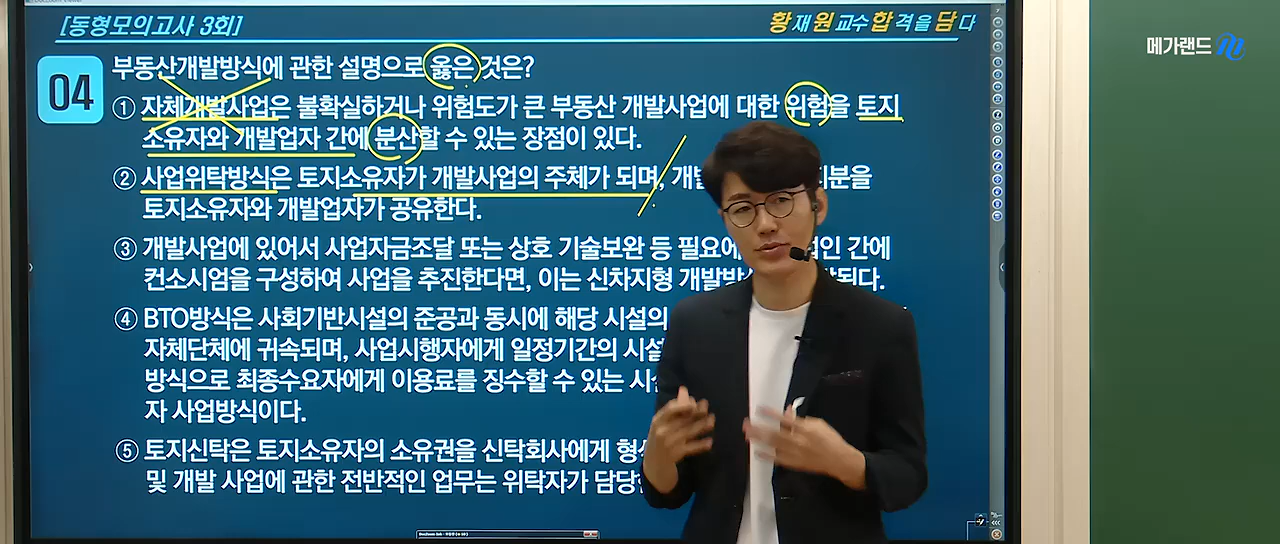 [동형모의고사 3회]
황재원교수 합격을 담다
메가랜드
04
부동산개발방식에 관한 설명으로 옳은 것은?
① 자체개발사업은 불확실하거나 위험도가 큰 부동산 개발사업에 대한 위험을 토지
소유자와 개발업자 간에 분산할 수 있는 장점이 있다.
② 사업위탁방식은 토지소유자가 개발사업의 주체가 되며, 개발 지분을
토지소유자와 개발업자가 공유한다.
③ 개발사업에 있어서 사업자금조달 또는 상호 기술보완 등 필요에 법인 간에
컨소시엄을 구성하여 사업을 추진한다면, 이는 신차지형 개발방
④ BTO방식은 사회기반시설의 준공과 동시에 해당 시설의
자체단체에 귀속되며, 사업시행자에게 일정기간의 시설
방식으로 최종수요자에게 이용료를 징수할 수 있는
자 사업방식이다.
⑤ 토지신탁은 토지소유자의 소유권을 신탁회사에게
및 개발 사업에 관한 전반적인 업무는 위탁자가